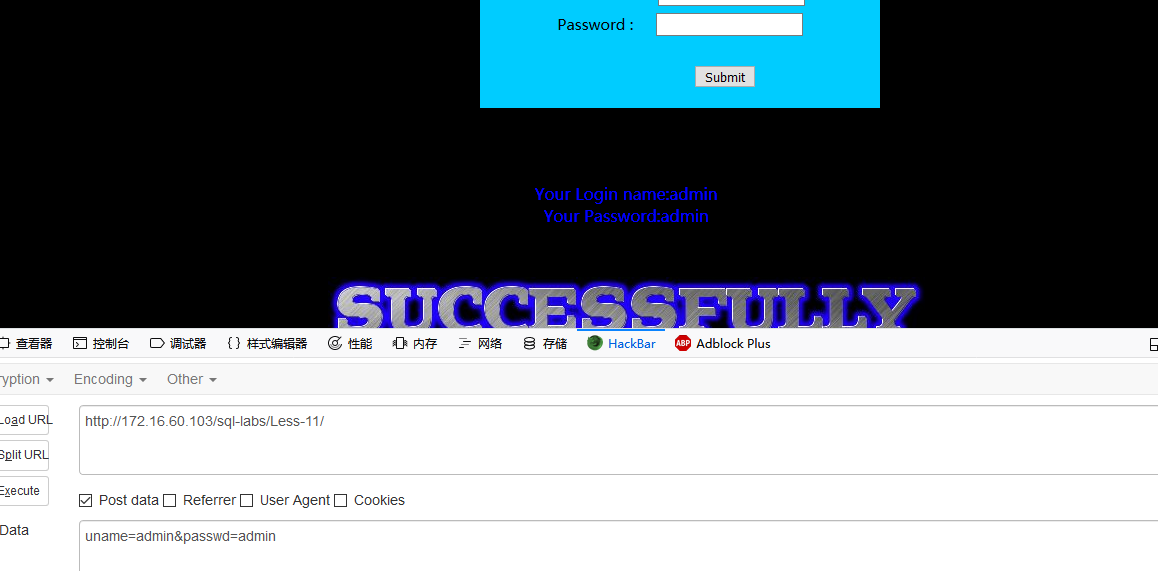 Password :
Submit
Your Login name:admin
Your Password:admin
SUCCESSFULLY
查看器 控制台 调试器 { } 样式编辑器 性能 内存 网络 存储 HackBar ABP Adblock Plus
ryption Encoding Other
Load URL http://172.16.60.103/sql-labs/Less-11/
Split URL
Execute
Post data Referrer User Agent Cookies
Data uname=admin&passwd=admin